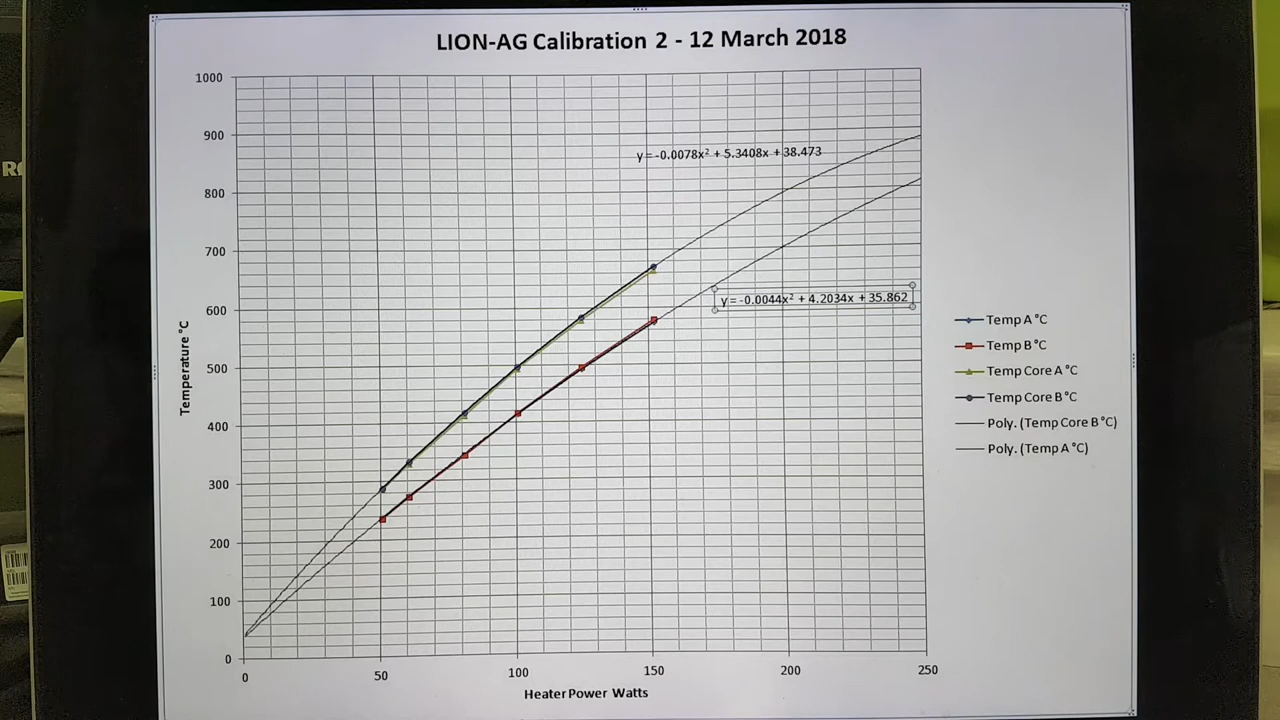 LION-AG Calibration 2 - 12 March 2018
1000
900
800
700
600
500
400
300
200
100
0
Temperature °C
y = -0.0078x² + 5.3408x + 38.473
y = -0.0044x² + 4.2034x + 35.862
Temp A °C
Temp B °C
Temp Core A °C
Temp Core B °C
Poly. (Temp Core B °C)
Poly. (Temp A °C)
0 50 100 150 200 250
Heater Power Watts